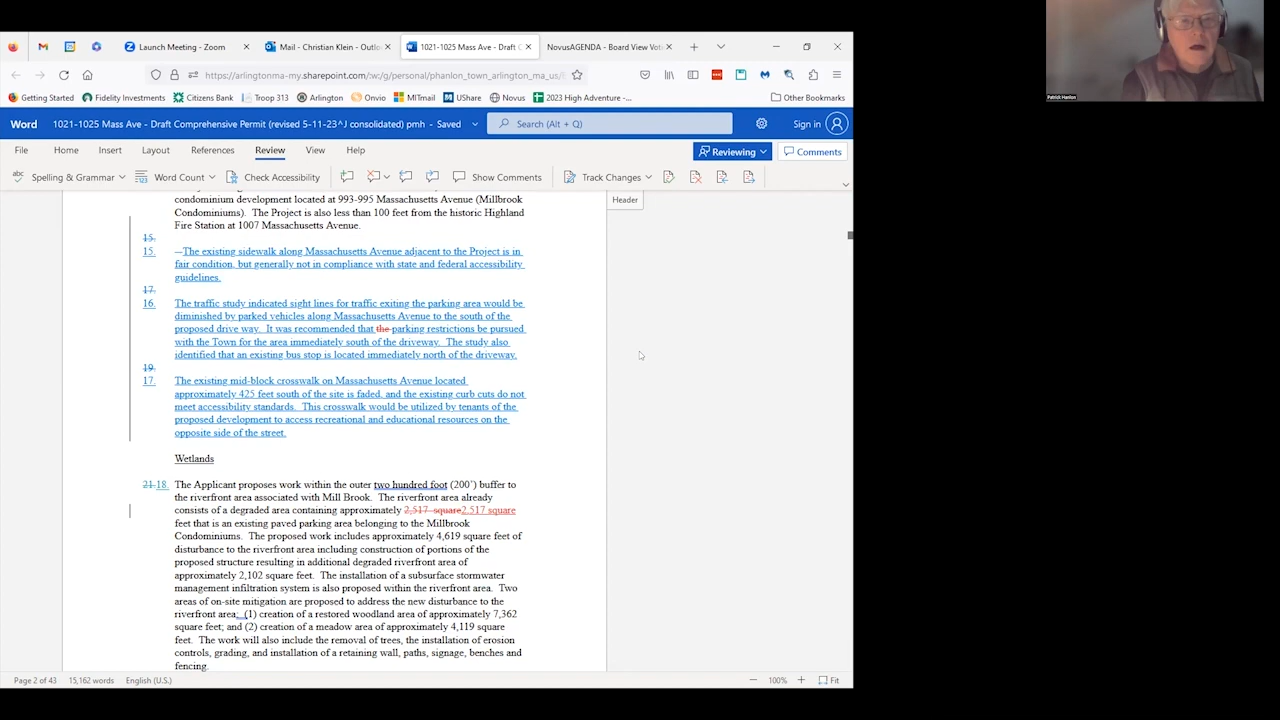 Launch Meeting - Zoom
Mail - Christian Klein - Outlo
1021-1025 Mass Ave - Draft C
NovusAGENDA - Board View Vot
https://arlingtonma-my.sharepoint.com/:w:/g/personal/phanlon_town_arlington_ma_us/
Getting Started
Fidelity Investments
Citizens Bank
Troop 313
Arlington
Onvio
MITmail
UShare
Novus
2023 High Adventure -...
Other Bookmarks
Word
1021-1025 Mass Ave - Draft Comprehensive Permit (revised 5-11-23^J consolidated) pmh - Saved
Search (Alt + Q)
Sign in
File Home Insert Layout References Review View Help
Reviewing
Comments
Spelling & Grammar
Word Count
Check Accessibility
Show Comments
Track Changes
Header
condominium development located at 993-995 Massachusetts Avenue (Millbrook
Condominiums). The Project is also less than 100 feet from the historic Highland
Fire Station at 1007 Massachusetts Avenue.
15.
15. The existing sidewalk along Massachusetts Avenue adjacent to the Project is in
fair condition, but generally not in compliance with state and federal accessibility
guidelines.
17.
16. The traffic study indicated sight lines for traffic exiting the parking area would be
diminished by parked vehicles along Massachusetts Avenue to the south of the
proposed drive way. It was recommended that the parking restrictions be pursued
with the Town for the area immediately south of the driveway. The study also
identified that an existing bus stop is located immediately north of the driveway.
19.
17. The existing mid-block crosswalk on Massachusetts Avenue located
approximately 425 feet south of the site is faded, and the existing curb cuts do not
meet accessibility standards. This crosswalk would be utilized by tenants of the
proposed development to access recreational and educational resources on the
opposite side of the street.
Wetlands
21.18. The Applicant proposes work within the outer two hundred foot (200') buffer to
the riverfront area associated with Mill Brook. The riverfront area already
consists of a degraded area containing approximately 2,517 square2,517 square
feet that is an existing paved parking area belonging to the Millbrook
Condominiums. The proposed work includes approximately 4,619 square feet of
disturbance to the riverfront area including construction of portions of the
proposed structure resulting in additional degraded riverfront area of
approximately 2,102 square feet. The installation of a subsurface stormwater
management infiltration system is also proposed within the riverfront area. Two
areas of on-site mitigation are proposed to address the new disturbance to the
riverfront area: (1) creation of a restored woodland area of approximately 7,362
square feet; and (2) creation of a meadow area of approximately 4,119 square
feet. The work will also include the removal of trees, the installation of erosion
controls, grading, and installation of a retaining wall, paths, signage, benches and
fencing.
Page 2 of 43
15,162 words
English (U.S.)
100%
Fit
Patrick Hanlon